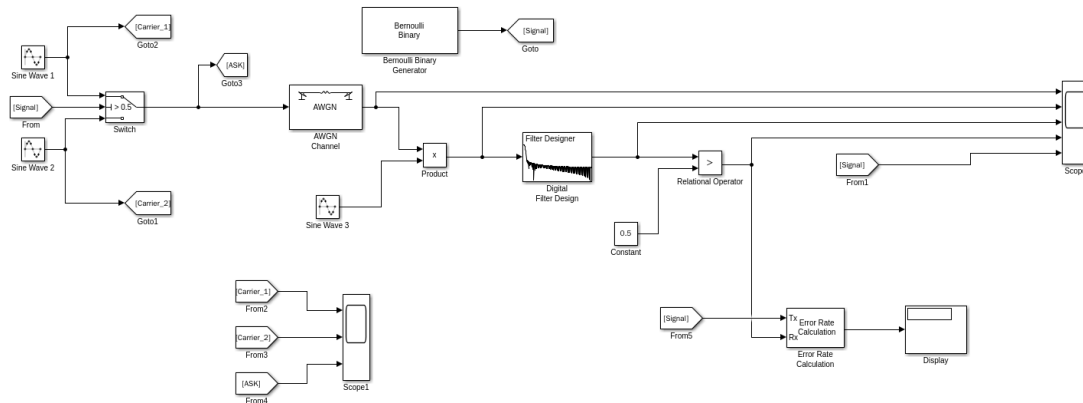 [Carrier_1]
Goto2
Sine Wave 1
[Signal]
From
> 0.5
Switch
Sine Wave 2
[Carrier_2]
Goto1
[ASK]
Goto3
Bernoulli
Binary
Bernoulli Binary
Generator
[Signal]
Goto
AWGN
AWGN
Channel
x
Product
Sine Wave 3
Filter Designer
Digital
Filter Design
>
Relational Operator
0.5
Constant
[Signal]
From1
Scope
[Carrier_1]
From2
[Carrier_2]
From3
[ASK]
From4
Scope1
[Signal]
From5
Tx
Rx
Error Rate
Calculation
Error Rate
Calculation
Display